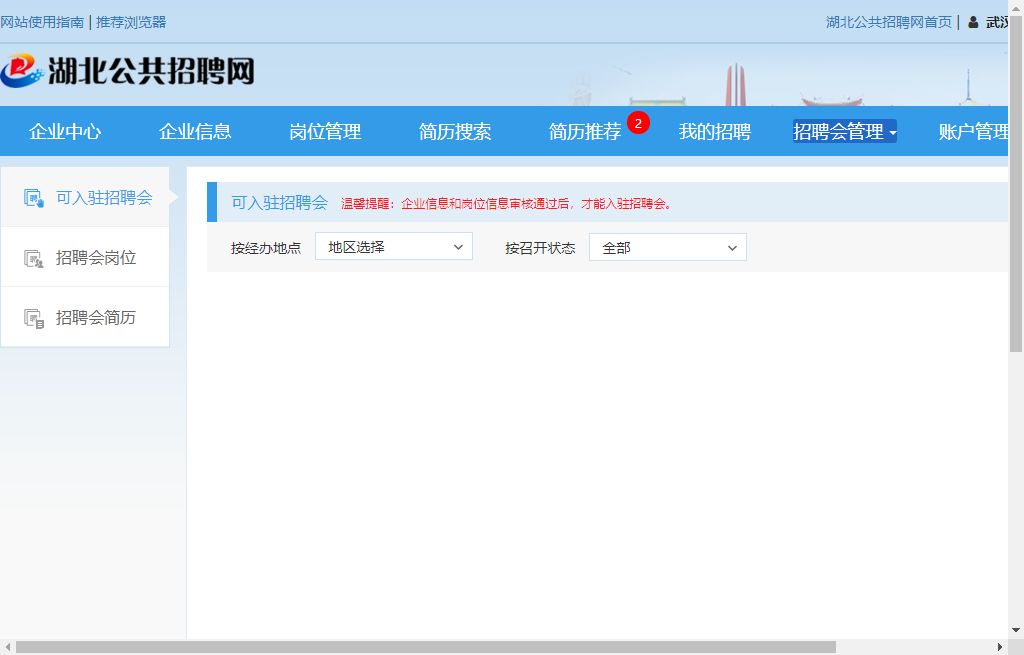 网站使用指南 | 推荐浏览器
湖北公共招聘网首页 | 武汉
湖北公共招聘网
企业中心 企业信息 岗位管理 简历搜索 简历推荐 2 我的招聘 招聘会管理 账户管理
可入驻招聘会
招聘会岗位
招聘会简历
可入驻招聘会 温馨提醒：企业信息和岗位信息审核通过后，才能入驻招聘会。
按经办地点 地区选择 按召开状态 全部